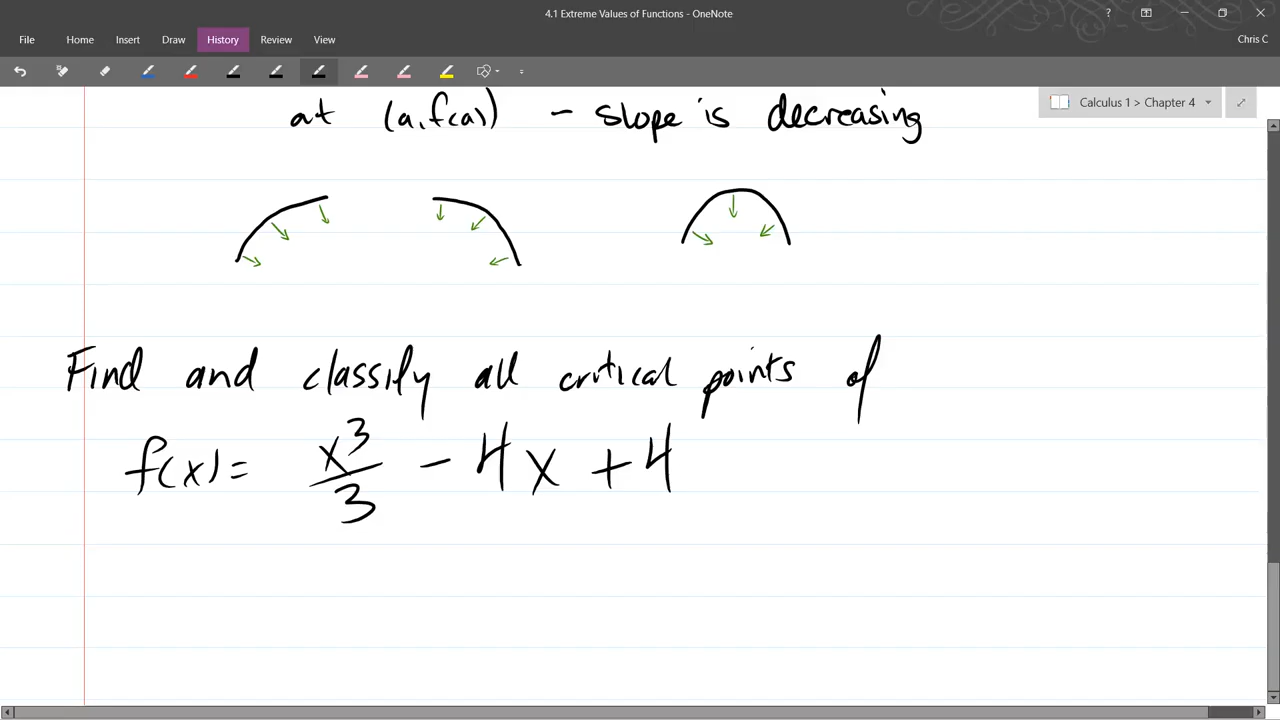 4.1 Extreme Values of Functions - OneNote
?
File Home Insert Draw History Review View
Chris C
Calculus 1 > Chapter 4
at (a, f(a)) - slope is decreasing
Find and classify all critical points of
f(x) = x³/3 - 4x + 4